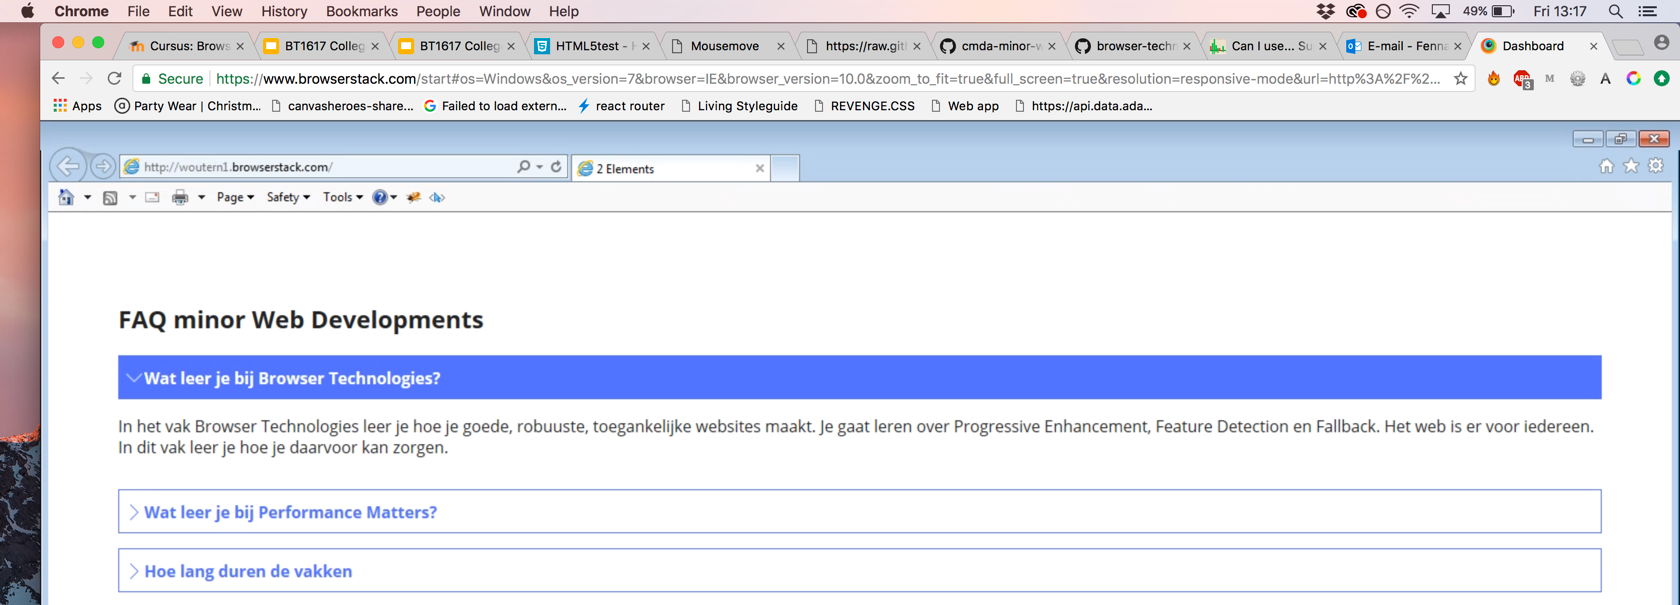 Chrome File Edit View History Bookmarks People Window Help 49% Fri 13:17
Cursus: Brows BT1617 Colleg BT1617 Colleg HTML5test - H Mousemove https://raw.gitl cmda-minor-w browser-techn Can I use... Su E-mail - Fenna Dashboard
Secure https://www.browserstack.com/start#os=Windows&os_version=7&browser=IE&browser_version=10.0&zoom_to_fit=true&full_screen=true&resolution=responsive-mode&url=http%3A%2F%2... ABP 3 M A
Apps Party Wear | Christm... canvasheroes-share... Failed to load extern... react router Living Styleguide REVENGE.CSS Web app https://api.data.ada...
http://woutern1.browserstack.com/ 2 Elements
Page Safety Tools
FAQ minor Web Developments
Wat leer je bij Browser Technologies?
In het vak Browser Technologies leer je hoe je goede, robuuste, toegankelijke websites maakt. Je gaat leren over Progressive Enhancement, Feature Detection en Fallback. Het web is er voor iedereen.
In dit vak leer je hoe je daarvoor kan zorgen.
Wat leer je bij Performance Matters?
Hoe lang duren de vakken